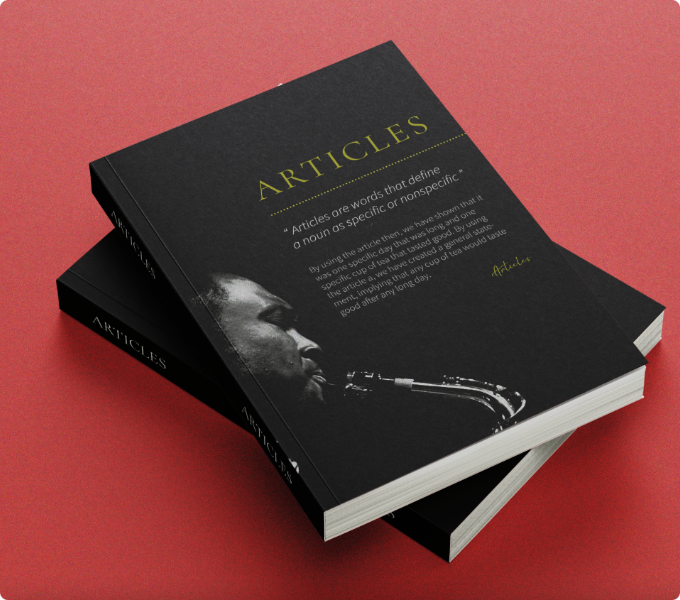 ARTICLES
“ Articles are words that define
a noun as specific or nonspecific ”
By using the article then, we have shown that it
was one specific day that was long and one
specific cup of tea that tasted good. By using
the article a, we have created a general state-
ment, implying that any cup of tea would taste
good after any long day.
Articles
ARTICLES
ARTICLES
ARTICLES